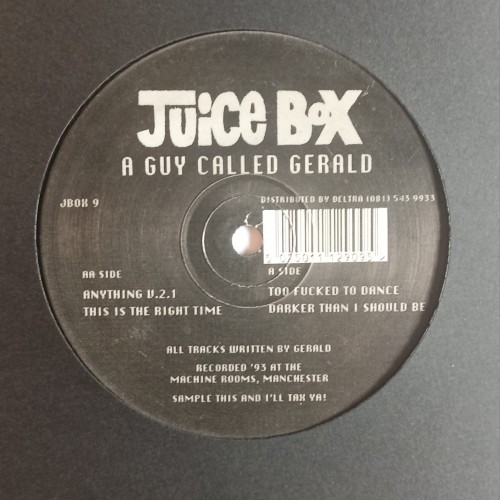 JUICE BOX
A GUY CALLED GERALD
JBOX 9
DISTRIBUTED BY DELTRA (081) 543 9933
AA SIDE
ANYTHING V.2.1
THIS IS THE RIGHT TIME
A SIDE
TOO FUCKED TO DANCE
DARKER THAN I SHOULD BE
ALL TRACKS WRITTEN BY GERALD
RECORDED '93 AT THE
MACHINE ROOMS, MANCHESTER
SAMPLE THIS AND I'LL TAX YA!